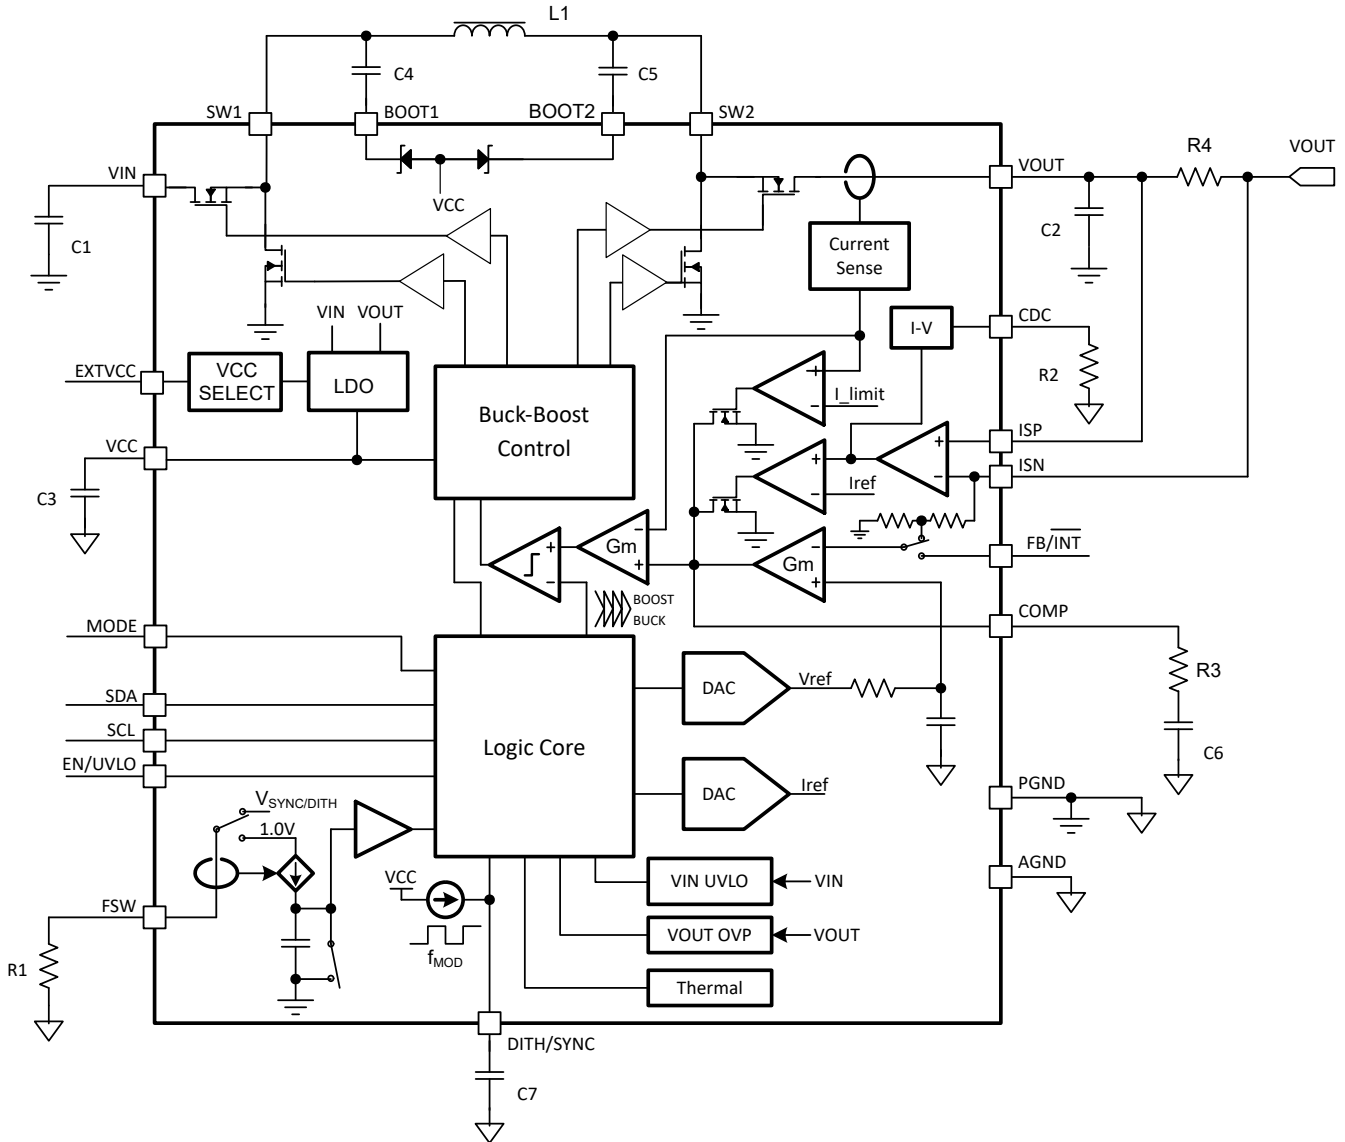 L1
C4
C5
SW1
BOOT1
BOOT2
SW2
VIN
VCC
VOUT
R4
VOUT
C1
C2
Current
Sense
VIN
VOUT
I-V
CDC
EXTVCC
VCC
SELECT
LDO
R2
Buck-Boost
Control
+
−
I_limit
ISP
VCC
+
−
Iref
+
−
ISN
C3
FB/INT
Gm
−
+
+
−
Gm
−
+
BOOST
BUCK
COMP
MODE
R3
SDA
DAC
Vref
SCL
Logic Core
C6
EN/UVLO
DAC
Iref
PGND
VSYNC/DITH
1.0V
AGND
VCC
VIN UVLO
VIN
FSW
VOUT OVP
VOUT
fMOD
R1
Thermal
DITH/SYNC
C7